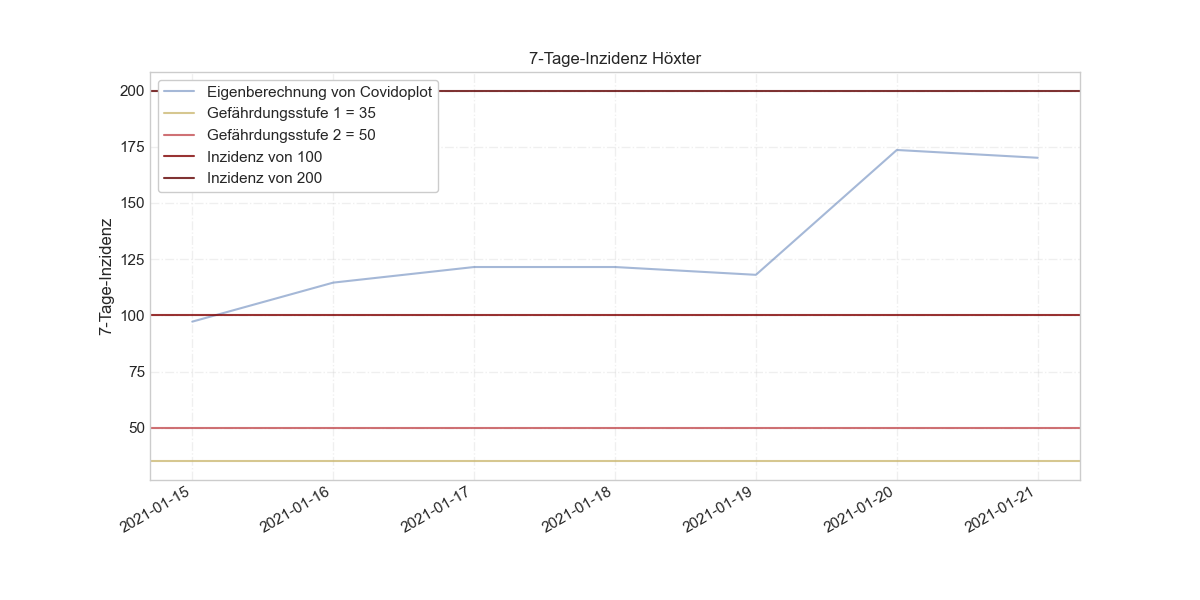 7-Tage-Inzidenz Höxter
Eigenberechnung von Covidoplot
Gefährdungsstufe 1 = 35
Gefährdungsstufe 2 = 50
Inzidenz von 100
Inzidenz von 200
7-Tage-Inzidenz
200
175
150
125
100
75
50
2021-01-15
2021-01-16
2021-01-17
2021-01-18
2021-01-19
2021-01-20
2021-01-21